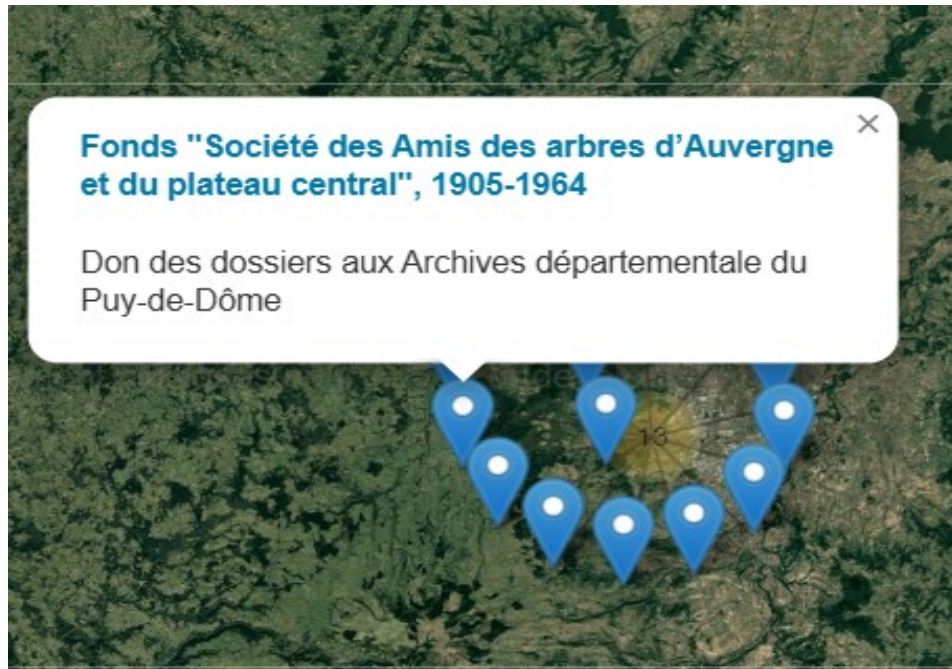 Fonds "Société des Amis des arbres d’Auvergne
et du plateau central", 1905-1964
Don des dossiers aux Archives départementale du
Puy-de-Dôme
13